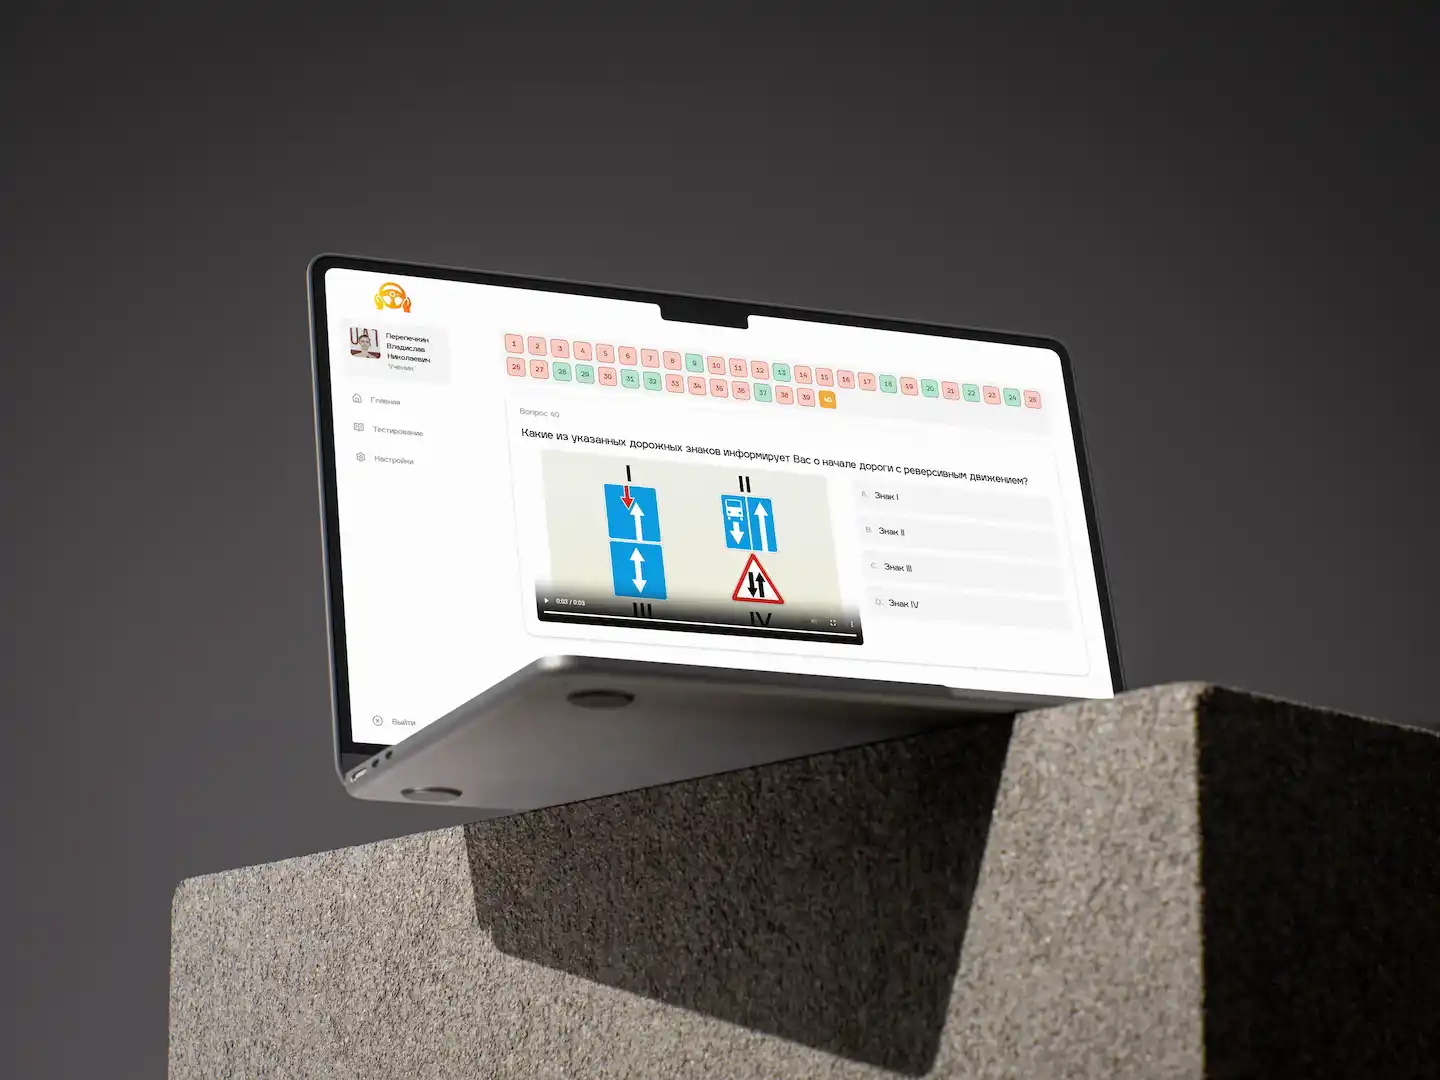 Перепечкин
Владислав
Николаевич
Ученик
Главная
Тестирование
Настройки
Выйти
1 2 3 4 5 6 7 8 9 10 11 12 13 14 15 16 17 18 19 20 21 22 23 24 25
26 27 28 29 30 31 32 33 34 35 36 37 38 39 40
Вопрос 40
Какие из указанных дорожных знаков информирует Вас о начале дороги с реверсивным движением?
I II
III IV
0:03 / 0:03
A. Знак I
B. Знак II
C. Знак III
D. Знак IV